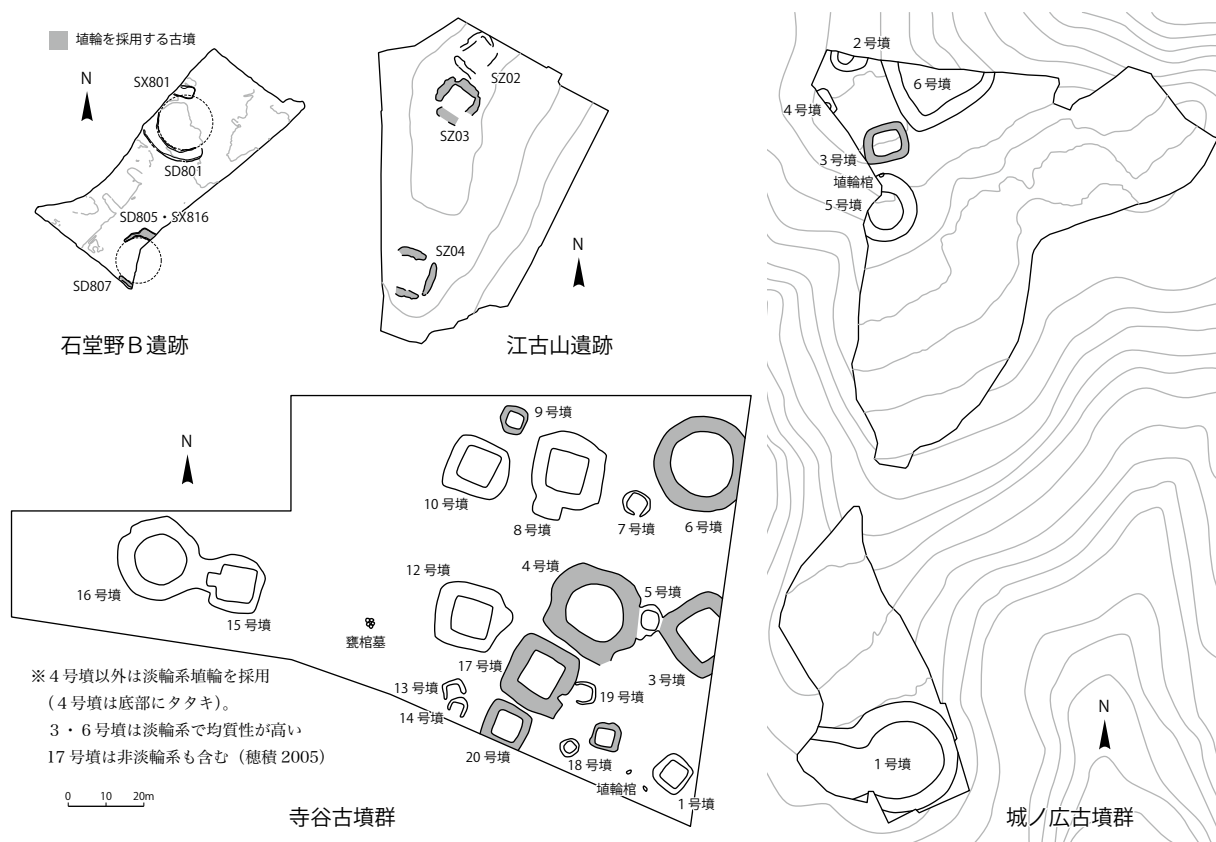 埴輪を採用する古墳
N
SX801
SD801
SD805・SX816
SD807
石堂野B遺跡
SZ02
SZ03
SZ04
N
江古山遺跡
2号墳
6号墳
4号墳
3号墳
埴輪棺
5号墳
1号墳
N
城ノ広古墳群
N
9号墳
10号墳
8号墳
7号墳
6号墳
16号墳
15号墳
12号墳
4号墳
5号墳
甕棺墓
17号墳
3号墳
13号墳
14号墳
19号墳
20号墳
18号墳
埴輪棺
1号墳
※4号墳以外は淡輪系埴輪を採用
(4号墳は底部にタタキ)。
3・6号墳は淡輪系で均質性が高い
17号墳は非淡輪系も含む(穂積 2005)
0 10 20m
寺谷古墳群